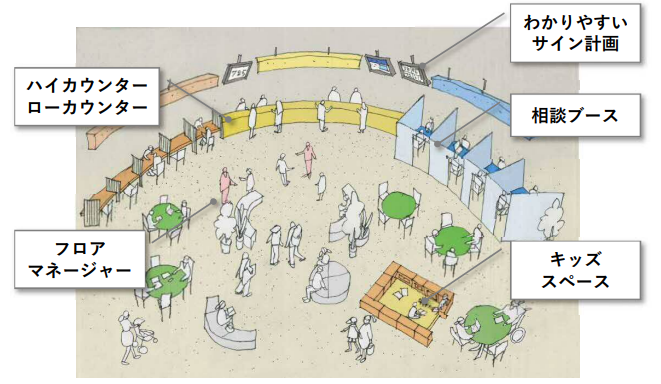 わかりやすい
サイン計画
ハイカウンター
ローカウンター
相談ブース
フロア
マネージャー
キッズ
スペース